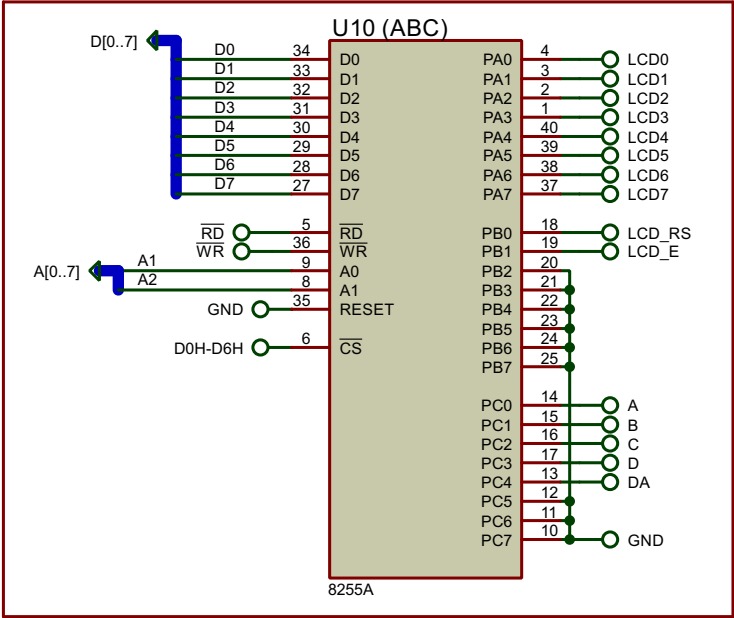 U10 (ABC)
D[0..7]
D0 34 D0 PA0 4 LCD0
D1 33 D1 PA1 3 LCD1
D2 32 D2 PA2 2 LCD2
D3 31 D3 PA3 1 LCD3
D4 30 D4 PA4 40 LCD4
D5 29 D5 PA5 39 LCD5
D6 28 D6 PA6 38 LCD6
D7 27 D7 PA7 37 LCD7
RD 5 RD PB0 18 LCD_RS
WR 36 WR PB1 19 LCD_E
A[0..7] A1 9 A0 PB2 20
A2 8 A1 PB3 21
GND 35 RESET PB4 22
PB5 23
D0H-D6H 6 CS PB6 24
PB7 25
PC0 14 A
PC1 15 B
PC2 16 C
PC3 17 D
PC4 13 DA
PC5 12
PC6 11
PC7 10 GND
8255A